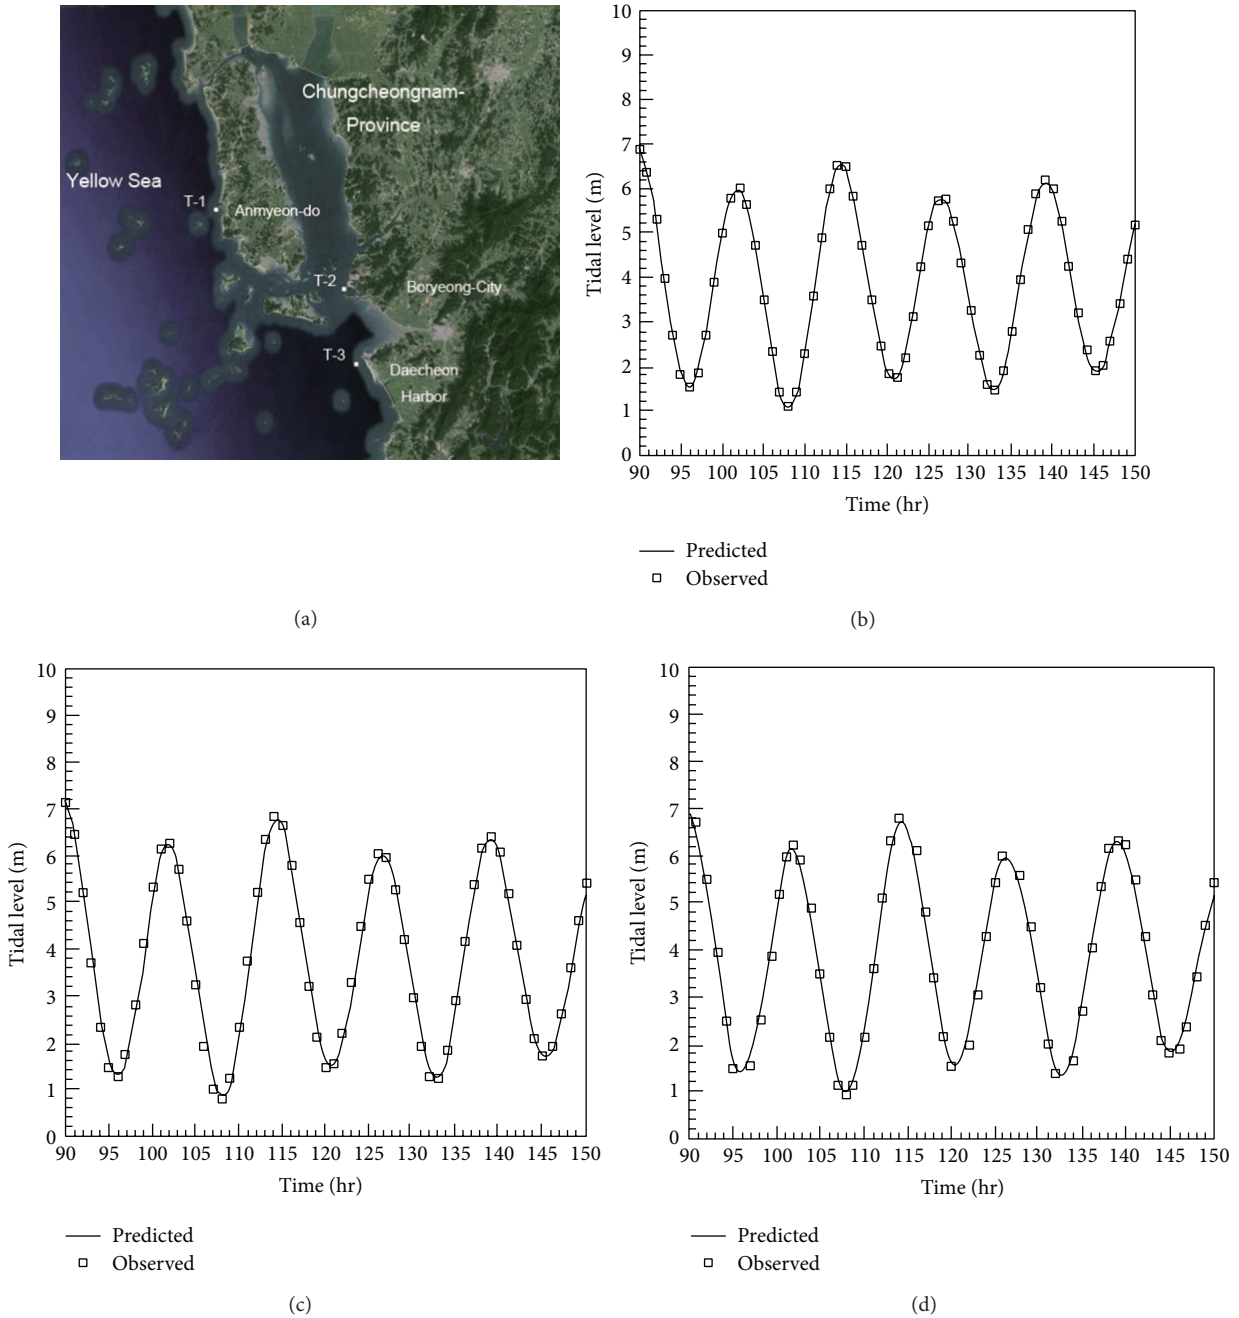 Chungcheongnam-
Province
Yellow Sea
T-1
Anmyeon-do
T-2
Boryeong-City
T-3
Daecheon
Harbor
(a)
10
9
8
7
6
5
4
3
2
1
0
Tidal level (m)
90 95 100 105 110 115 120 125 130 135 140 145 150
Time (hr)
Predicted
Observed
(b)
10
9
8
7
6
5
4
3
2
1
0
Tidal level (m)
90 95 100 105 110 115 120 125 130 135 140 145 150
Time (hr)
Predicted
Observed
(c)
10
9
8
7
6
5
4
3
2
1
0
Tidal level (m)
90 95 100 105 110 115 120 125 130 135 140 145 150
Time (hr)
Predicted
Observed
(d)